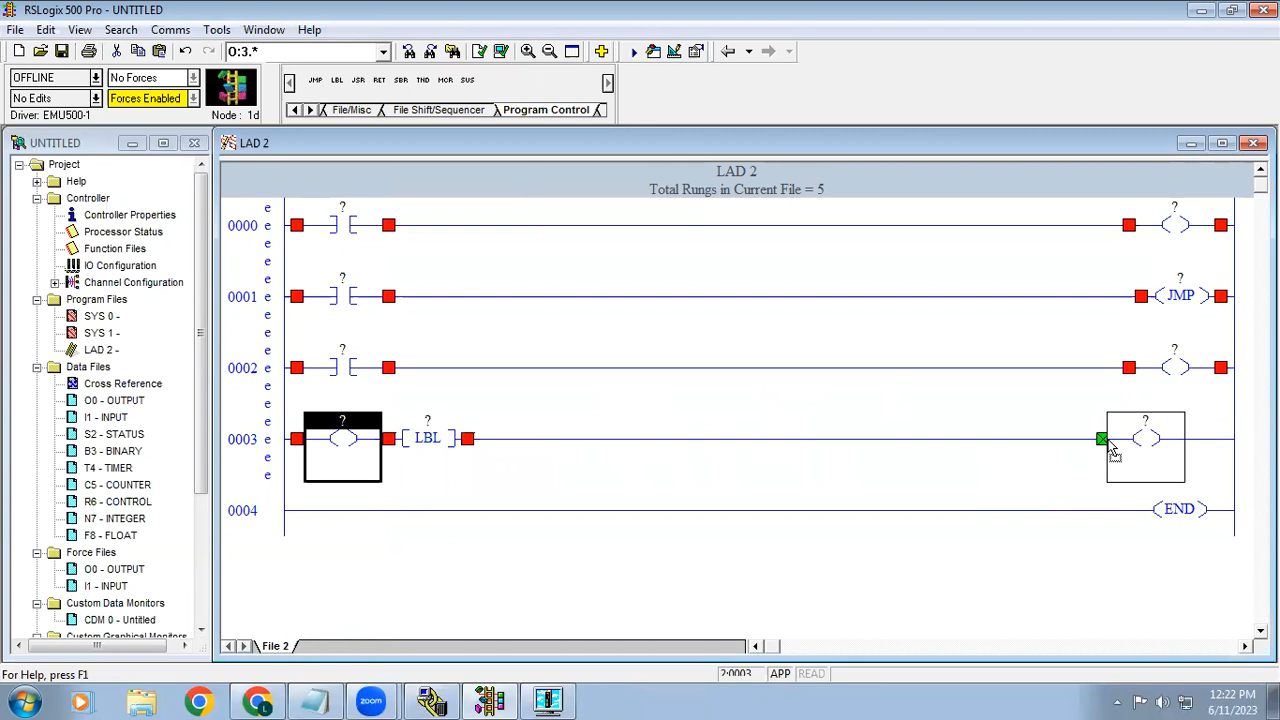 RSLogix 500 Pro - UNTITLED
File Edit View Search Comms Tools Window Help
O:3.*
OFFLINE No Forces
No Edits Forces Enabled
Driver: EMU500-1 Node : 1d
JMP LBL JSR RET SBR TND MCR SUS
File/Misc File Shift/Sequencer Program Control
UNTITLED
Project
Help
Controller
Controller Properties
Processor Status
Function Files
IO Configuration
Channel Configuration
Program Files
SYS 0 -
SYS 1 -
LAD 2 -
Data Files
Cross Reference
O0 - OUTPUT
I1 - INPUT
S2 - STATUS
B3 - BINARY
T4 - TIMER
C5 - COUNTER
R6 - CONTROL
N7 - INTEGER
F8 - FLOAT
Force Files
O0 - OUTPUT
I1 - INPUT
Custom Data Monitors
CDM 0 - Untitled
Custom Graphical Monitors
LAD 2
LAD 2
Total Rungs in Current File = 5
e ? ?
0000 e
e
e ? ?
0001 e JMP
e
e ? ?
0002 e
e
e ? ? ?
0003 e LBL
e
e
0004 END
File 2
For Help, press F1
2:0003 APP READ
zoom
12:22 PM
6/11/2023